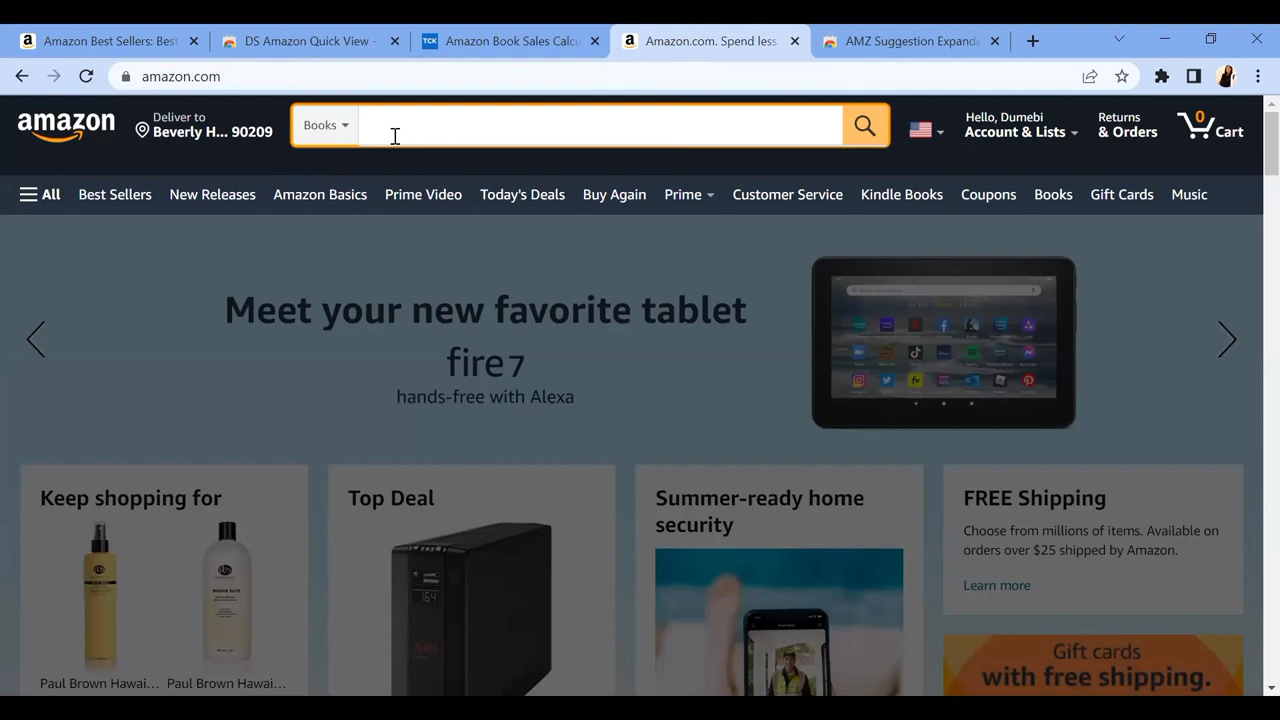 Amazon Best Sellers: Best
DS Amazon Quick View -
TCK
Amazon Book Sales Calcu
Amazon.com. Spend less.
AMZ Suggestion Expande
amazon.com
amazon
Deliver to
Beverly H... 90209
Books
Hello, Dumebi
Account & Lists
Returns
& Orders
0
Cart
All
Best Sellers
New Releases
Amazon Basics
Prime Video
Today's Deals
Buy Again
Prime
Customer Service
Kindle Books
Coupons
Books
Gift Cards
Music
Meet your new favorite tablet
fire 7
hands-free with Alexa
Keep shopping for
Paul Brown Hawai...
Paul Brown Hawai...
Top Deal
Summer-ready home
security
FREE Shipping
Choose from millions of items. Available on
orders over $25 shipped by Amazon.
Learn more
Gift cards
with free shipping.